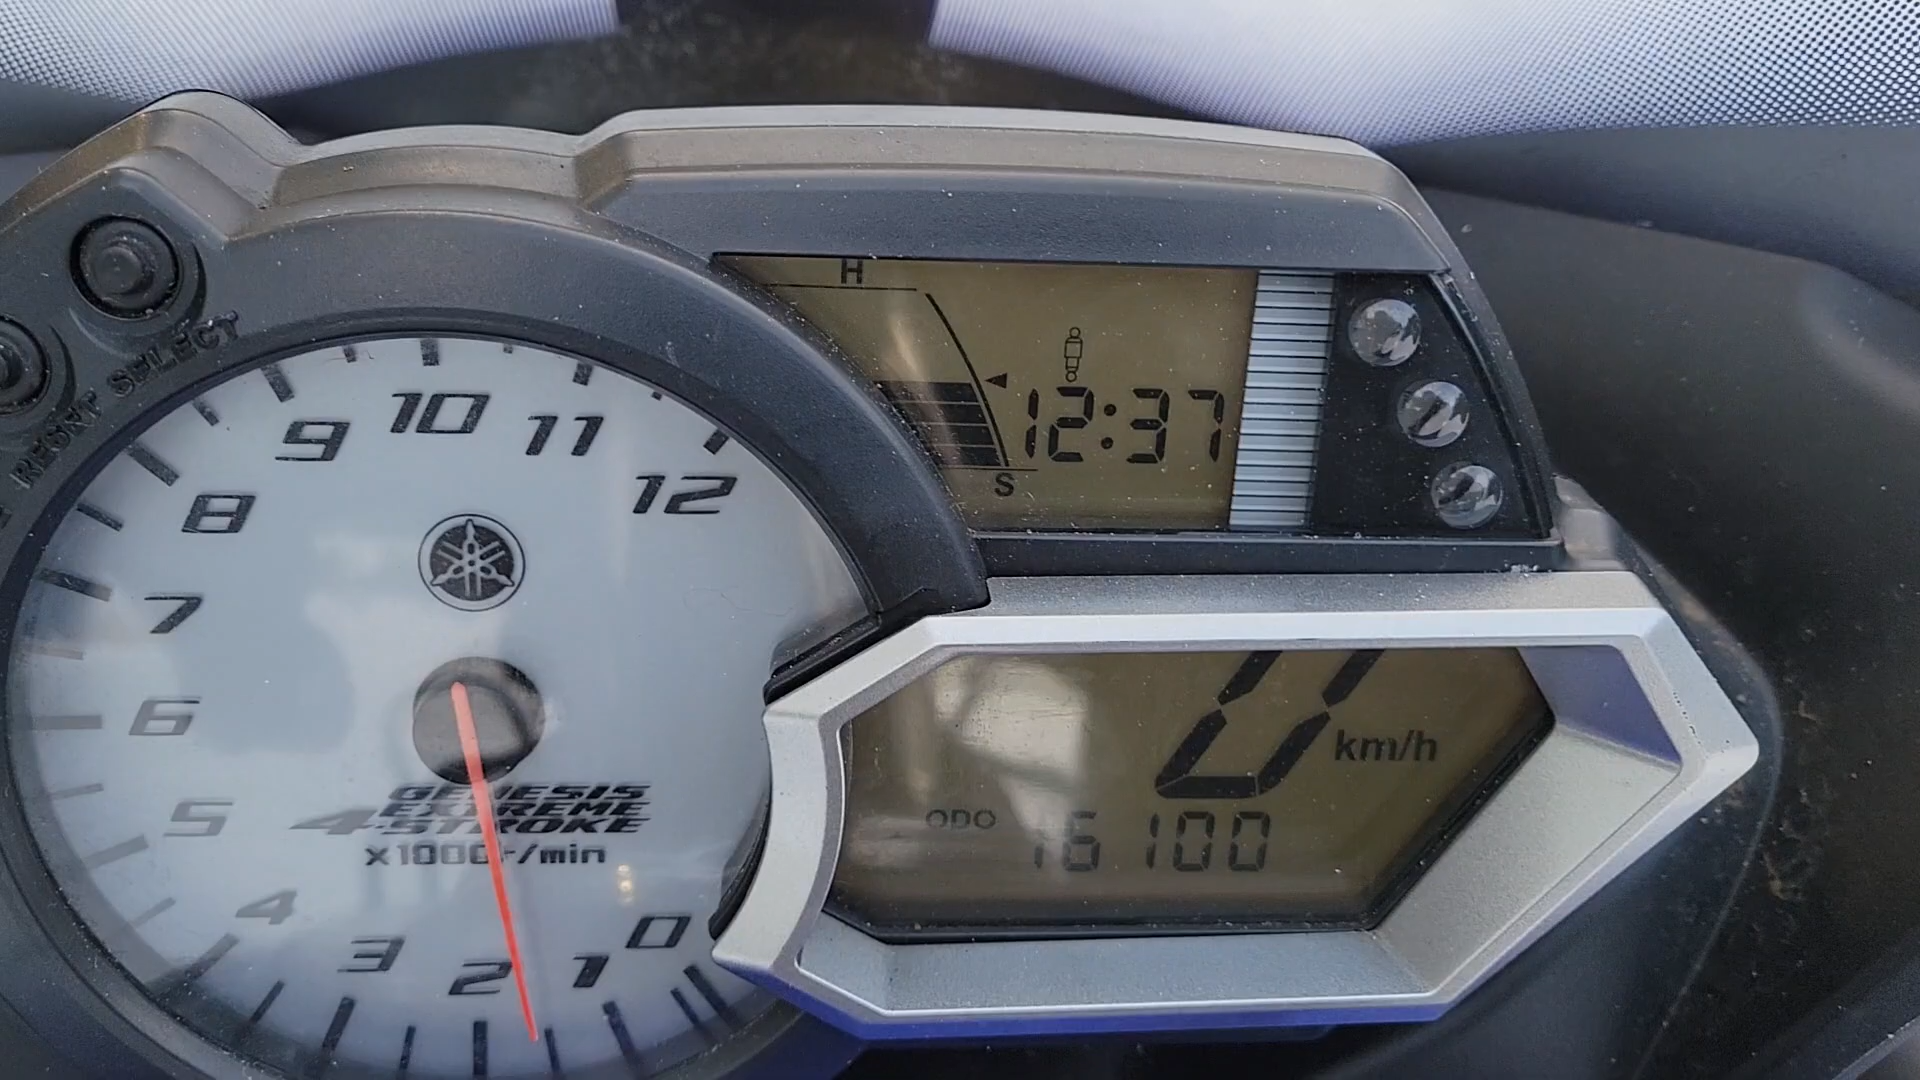 RESET SELECT
H
12:37
S
10
9
11
8
12
7
6
5
4
3
2
1
0
GENESIS
EXTREME
4-STROKE
x1000r/min
0 km/h
ODO 16100